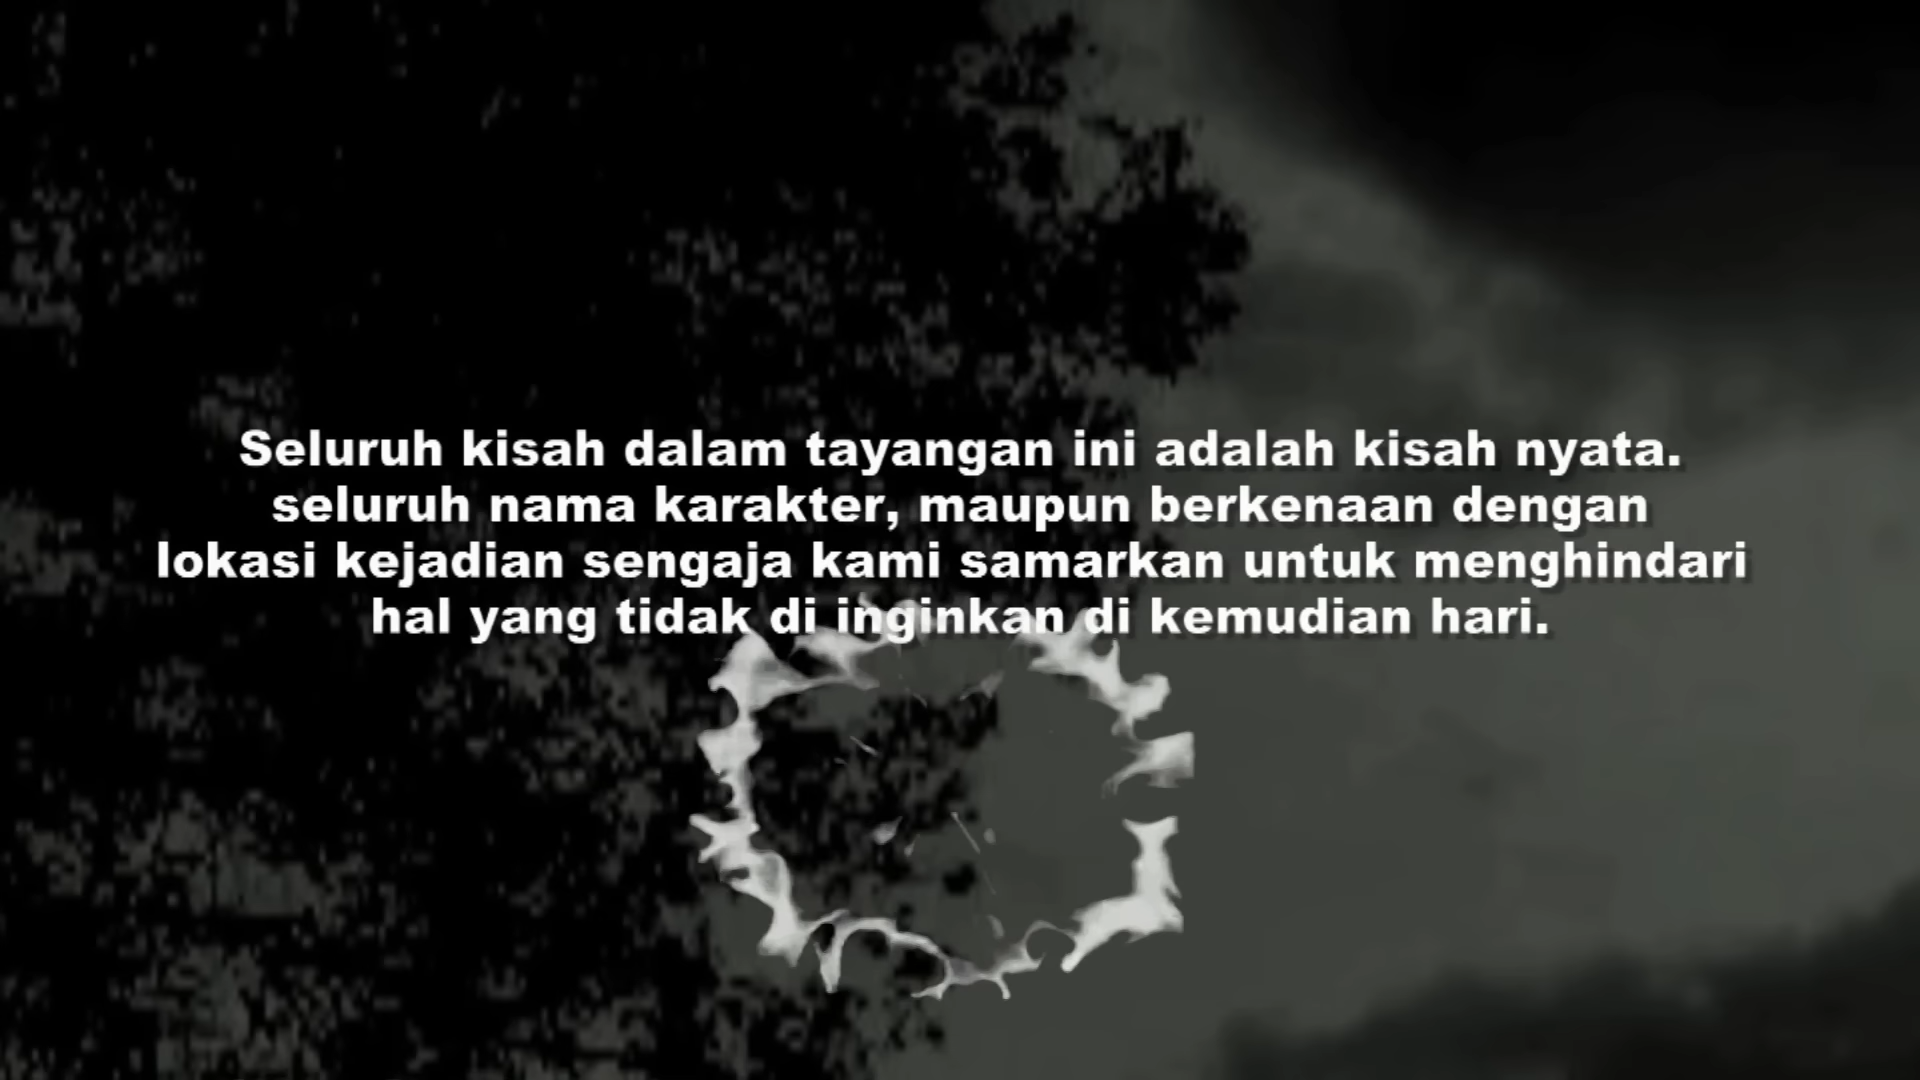 Seluruh kisah dalam tayangan ini adalah kisah nyata.
seluruh nama karakter, maupun berkenaan dengan
lokasi kejadian sengaja kami samarkan untuk menghindari
hal yang tidak di inginkan di kemudian hari.